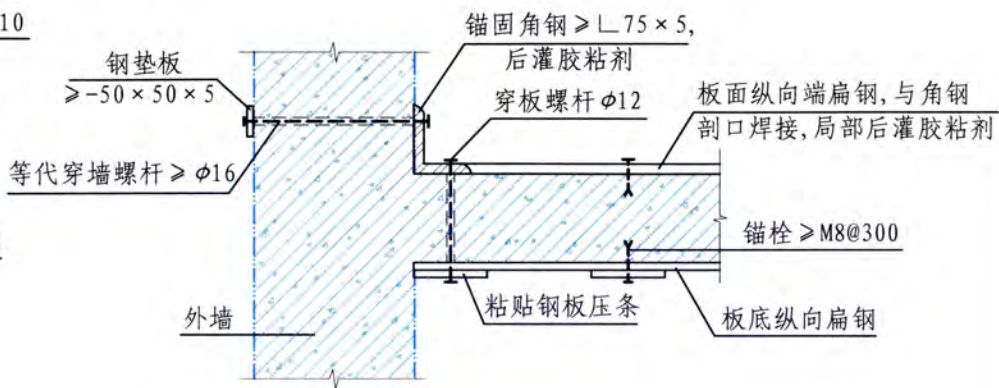 10
锚固角钢≥∟75×5,
后灌胶粘剂
钢垫板
≥-50×50×5
穿板螺杆φ12
板面纵向端扁钢,与角钢
剖口焊接,局部后灌胶粘剂
等代穿墙螺杆≥φ16
锚栓≥M8@300
外墙
粘贴钢板压条
板底纵向扁钢